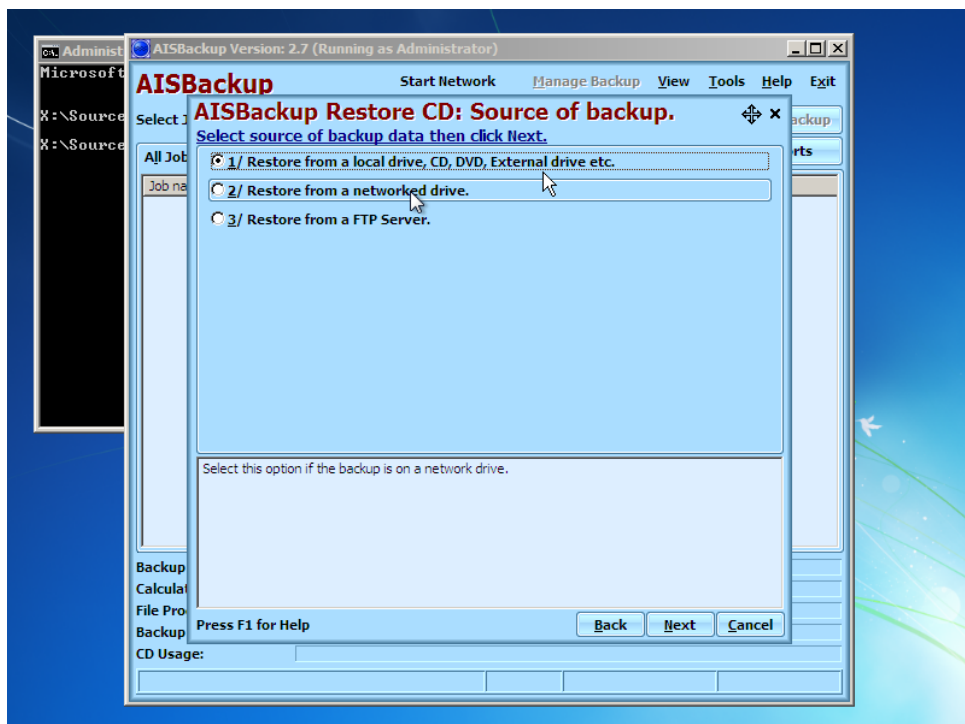 Administ
AISBackup Version: 2.7 (Running as Administrator)
Microsoft
X:\Source
X:\Source
AISBackup
Start Network Manage Backup View Tools Help Exit
Select J
ackup
All Job
rts
Job na
AISBackup Restore CD: Source of backup.
Select source of backup data then click Next.
1/ Restore from a local drive, CD, DVD, External drive etc.
2/ Restore from a networked drive.
3/ Restore from a FTP Server.
Select this option if the backup is on a network drive.
Press F1 for Help
Back Next Cancel
Backup
Calculat
File Pro
Backup
CD Usage: